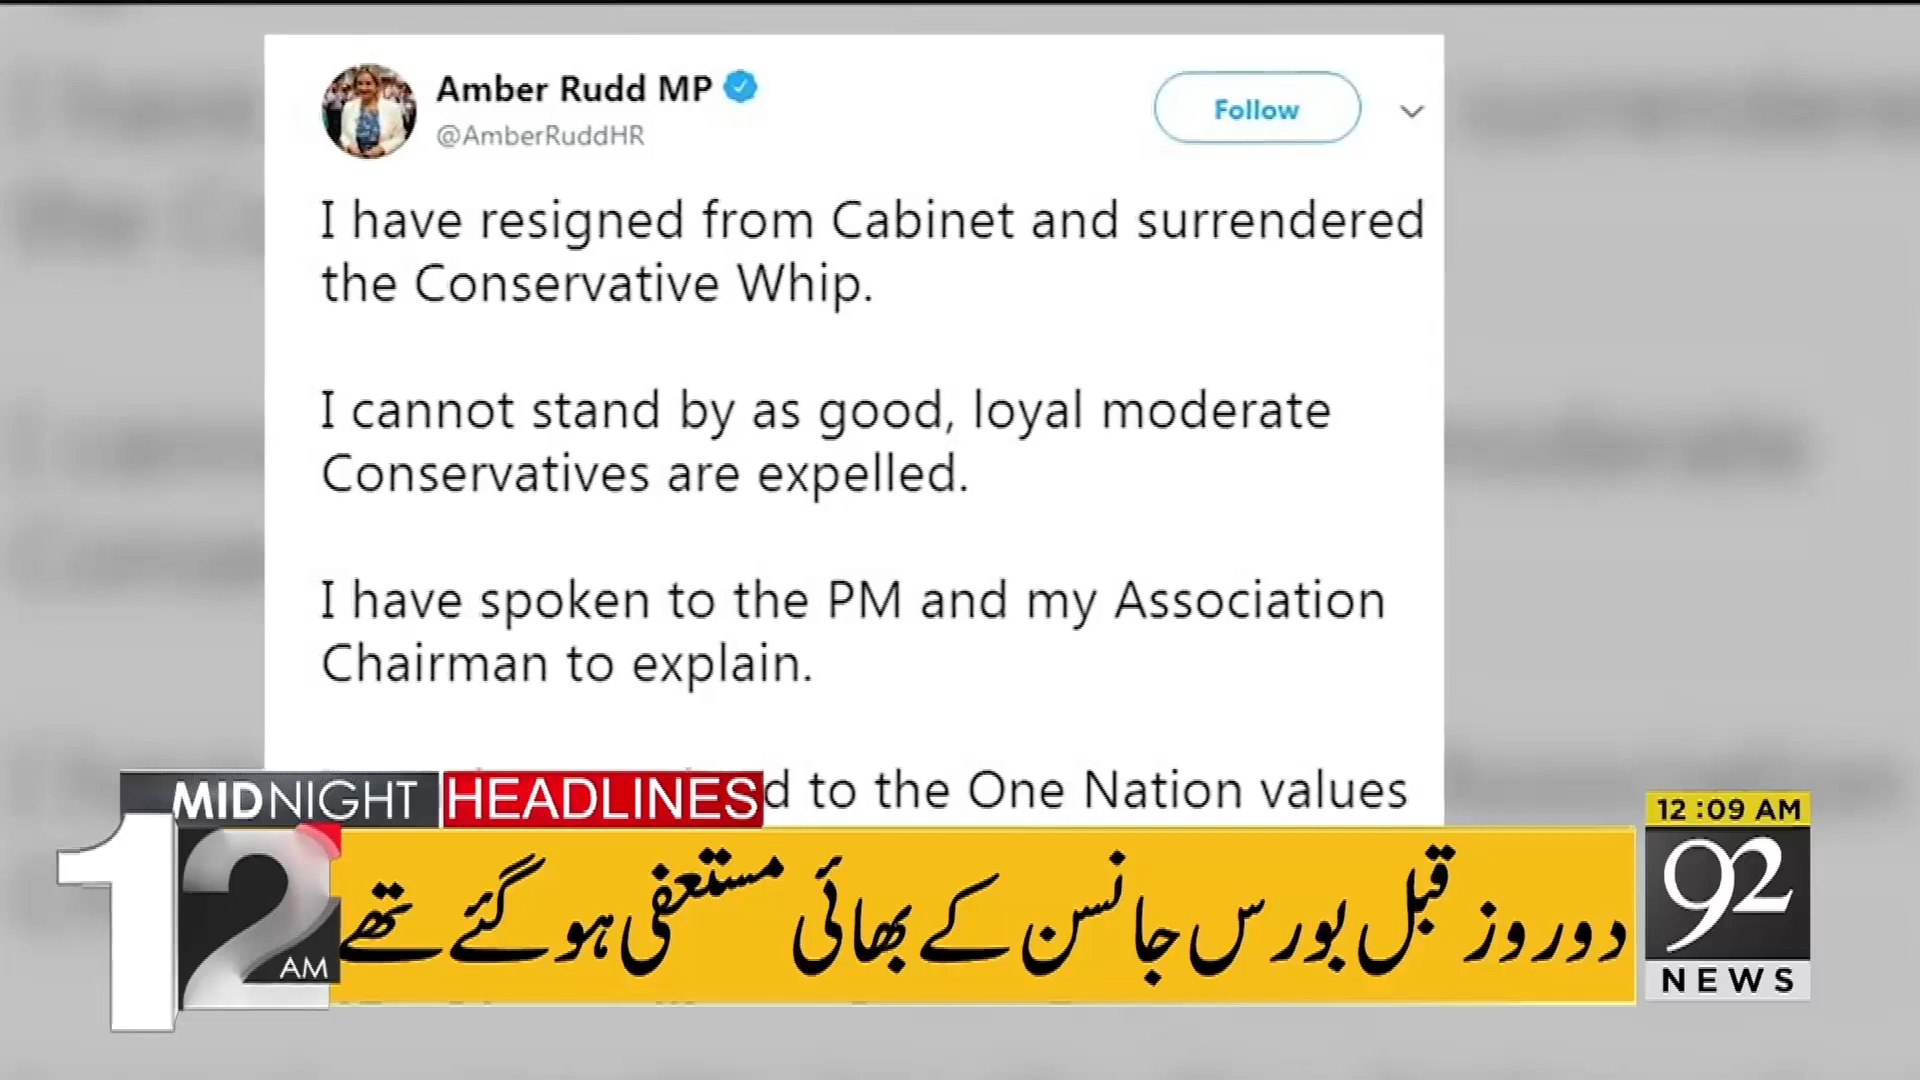 Amber Rudd MP
@AmberRuddHR
Follow
I have resigned from Cabinet and surrendered
the Conservative Whip.
I cannot stand by as good, loyal moderate
Conservatives are expelled.
I have spoken to the PM and my Association
Chairman to explain.
to the One Nation values
MIDNIGHT HEADLINES
12 AM
دو روز قبل بورس جانسن کے بھائی مستعفی ہو گئے تھے
12:09 AM
92
NEWS